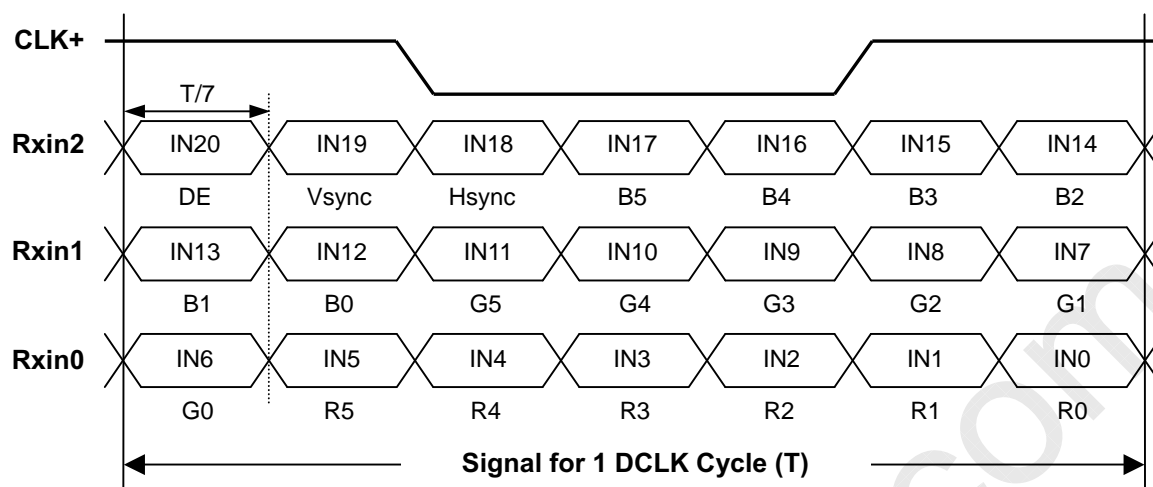 CLK+
T/7
Rxin2 IN20 IN19 IN18 IN17 IN16 IN15 IN14
DE Vsync Hsync B5 B4 B3 B2
Rxin1 IN13 IN12 IN11 IN10 IN9 IN8 IN7
B1 B0 G5 G4 G3 G2 G1
Rxin0 IN6 IN5 IN4 IN3 IN2 IN1 IN0
G0 R5 R4 R3 R2 R1 R0
Signal for 1 DCLK Cycle (T)
com